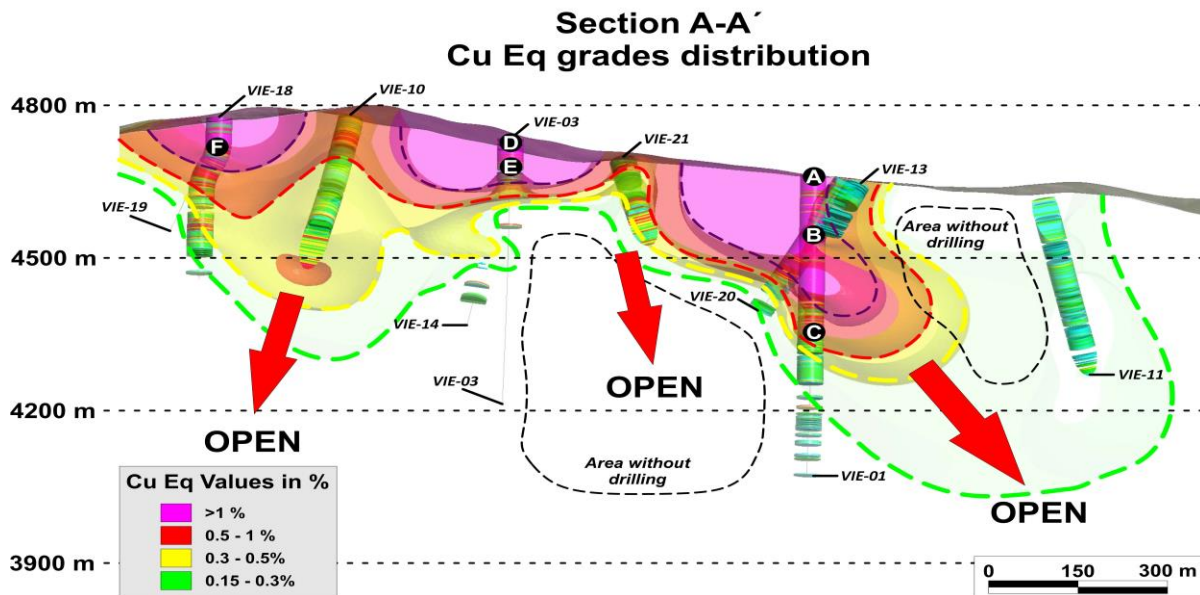 Section A-A´
Cu Eq grades distribution
4800 m
VIE-18
VIE-10
VIE-03
VIE-21
VIE-13
D
F
E
A
B
VIE-19
Area without
drilling
4500 m
VIE-20
VIE-14
C
VIE-03
OPEN
VIE-11
4200 m
OPEN
Area without
drilling
VIE-01
OPEN
Cu Eq Values in %
>1 %
0.5 - 1 %
0.3 - 0.5%
0.15 - 0.3%
3900 m
0 150 300 m